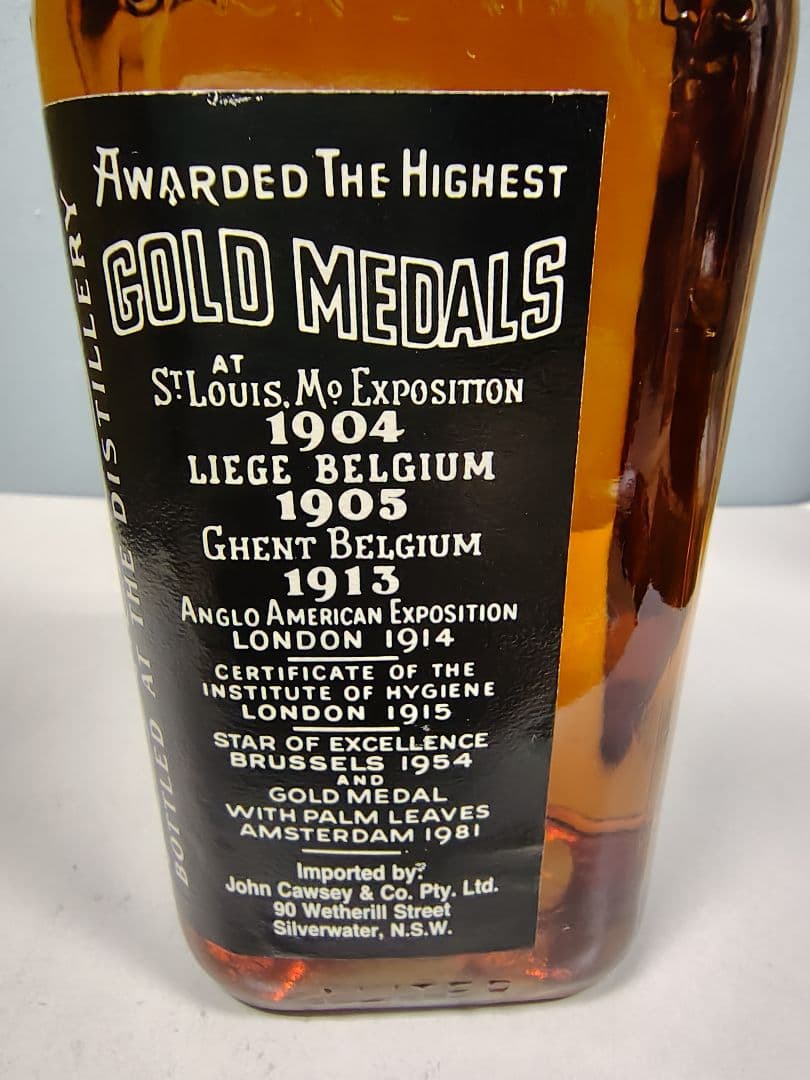 AWARDED THE HIGHEST
GOLD MEDALS
AT
ST LOUIS, MO EXPOSITION
1904
LIEGE BELGIUM
1905
GHENT BELGIUM
1913
ANGLO AMERICAN EXPOSITION
LONDON 1914
CERTIFICATE OF THE
INSTITUTE OF HYGIENE
LONDON 1915
STAR OF EXCELLENCE
BRUSSELS 1954
AND
GOLD MEDAL
WITH PALM LEAVES
AMSTERDAM 1981
Imported by:
John Cawsey & Co. Pty. Ltd.
90 Wetherill Street
Silverwater, N.S.W.
BOTTLED AT THE DISTILLERY